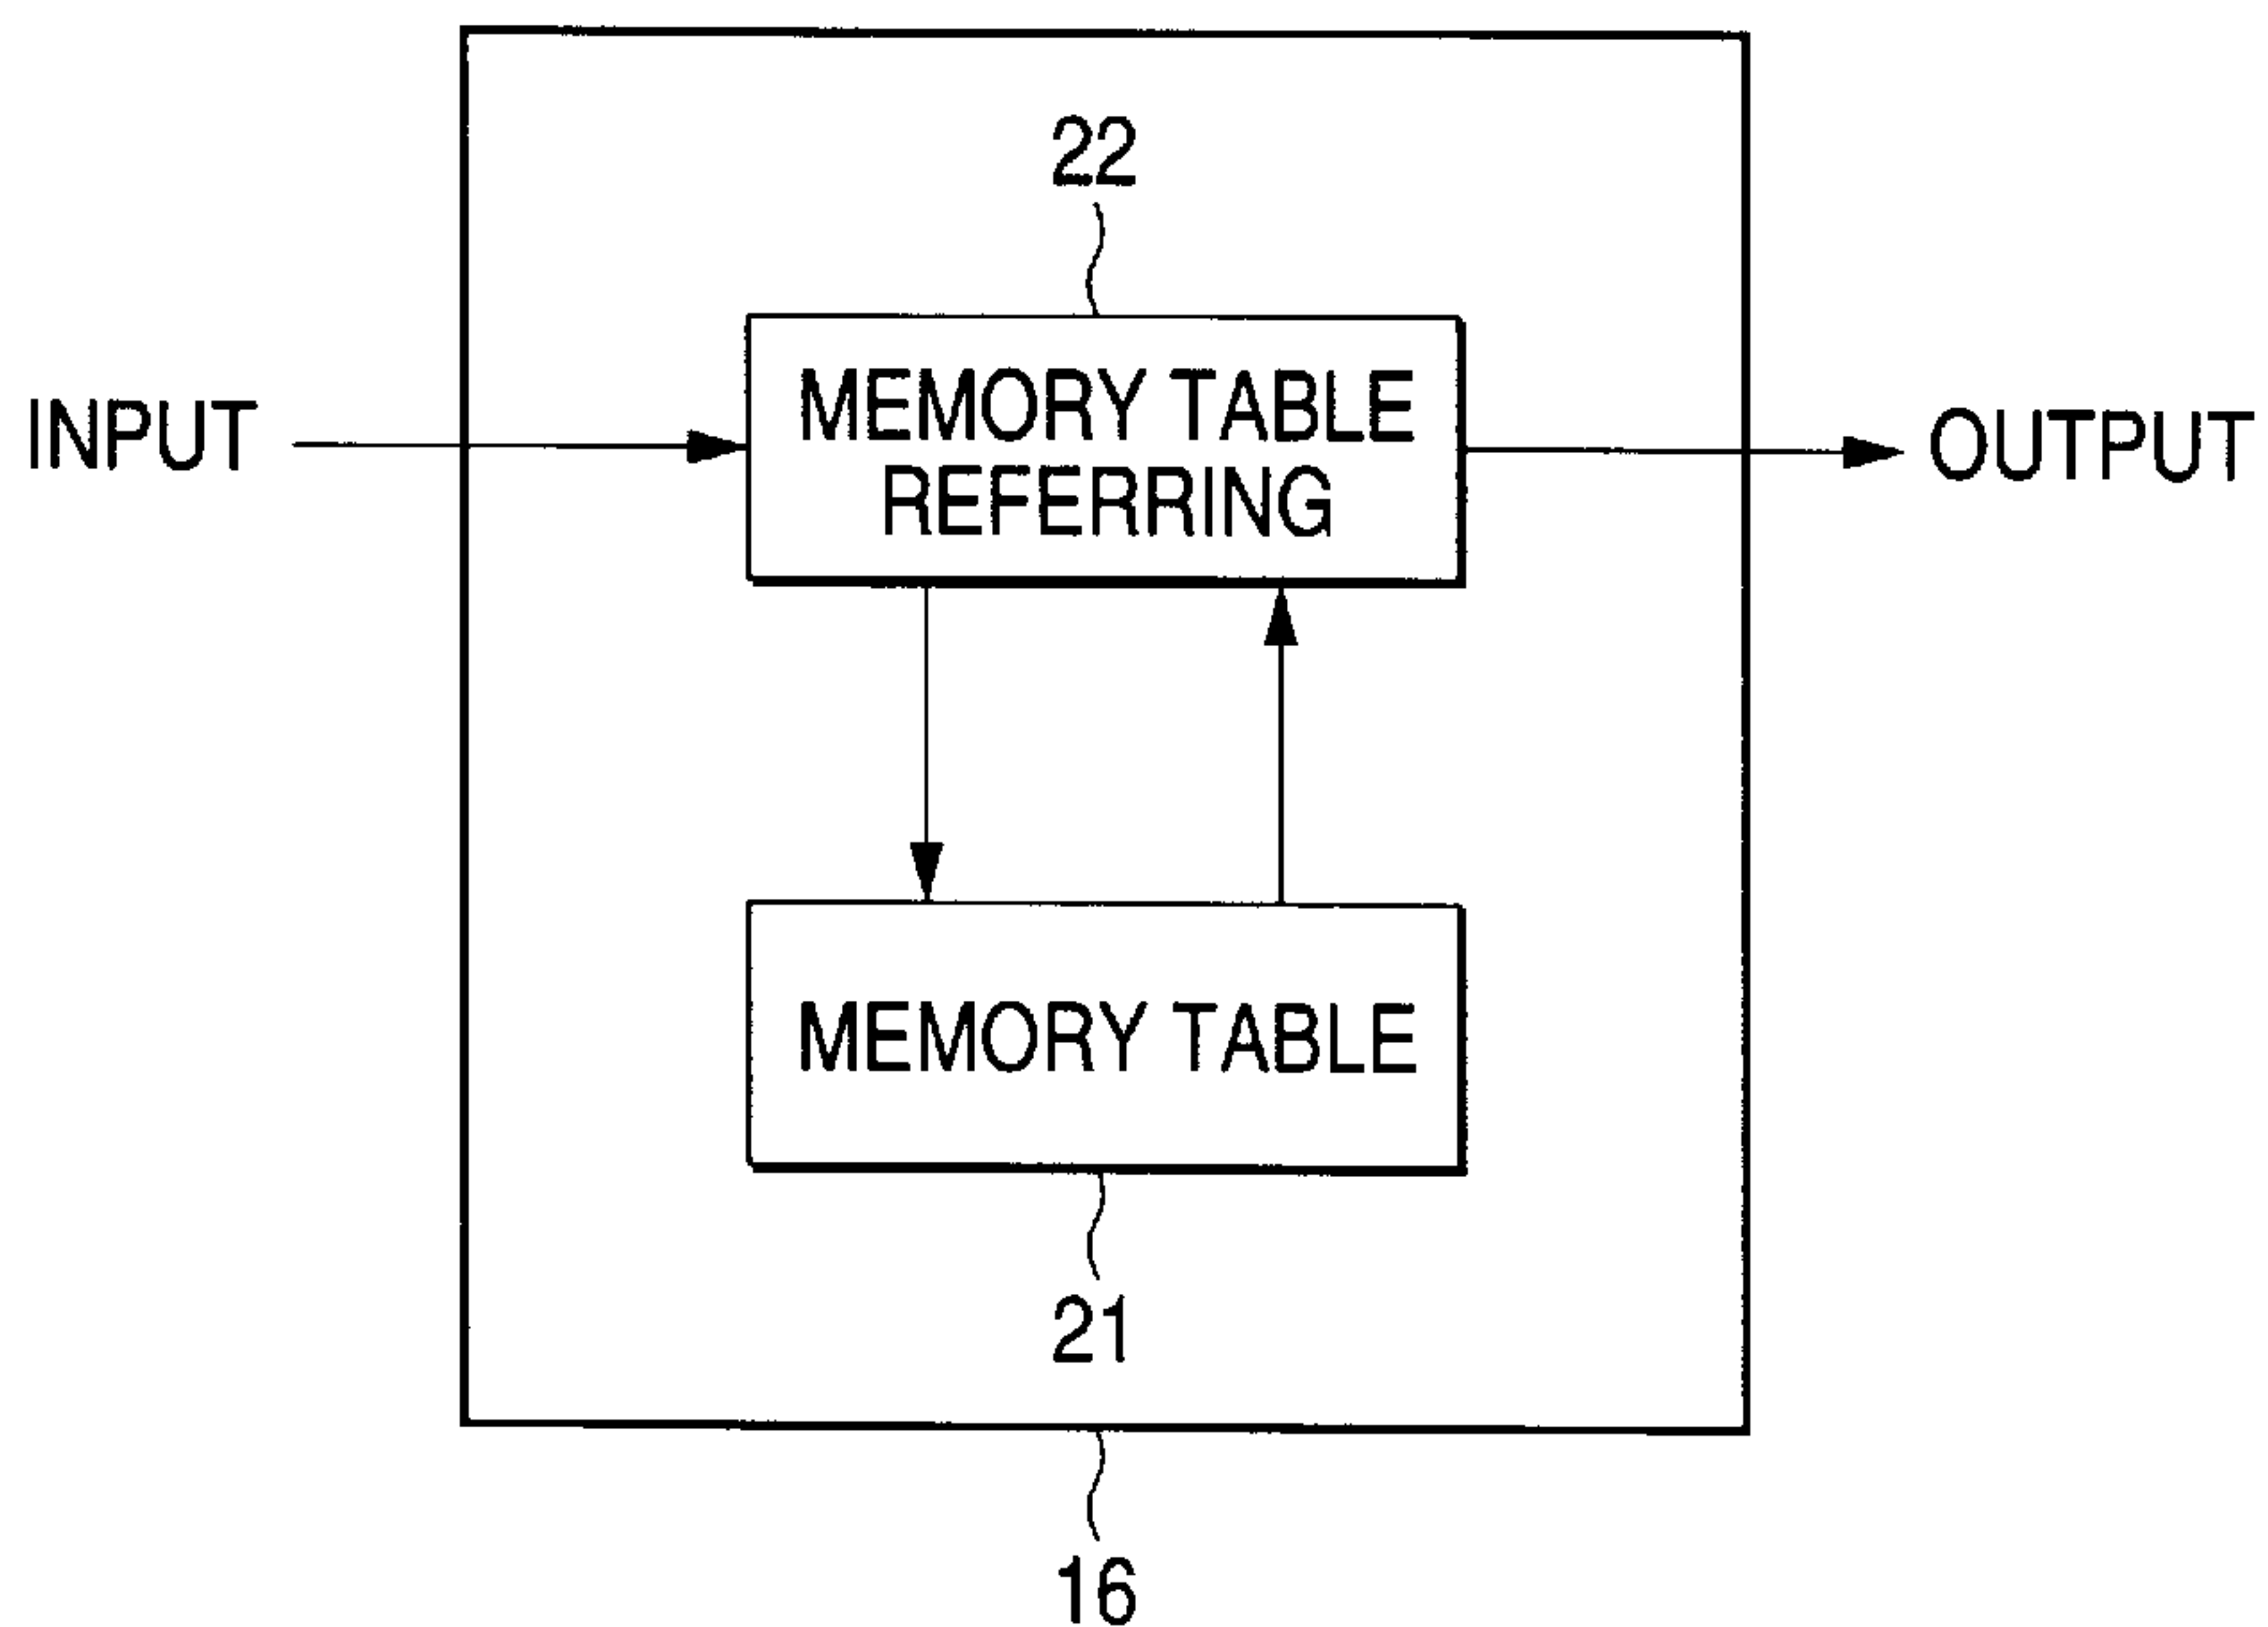 22
INPUT
MEMORY TABLE
REFERRING
OUTPUT
MEMORY TABLE
21
16